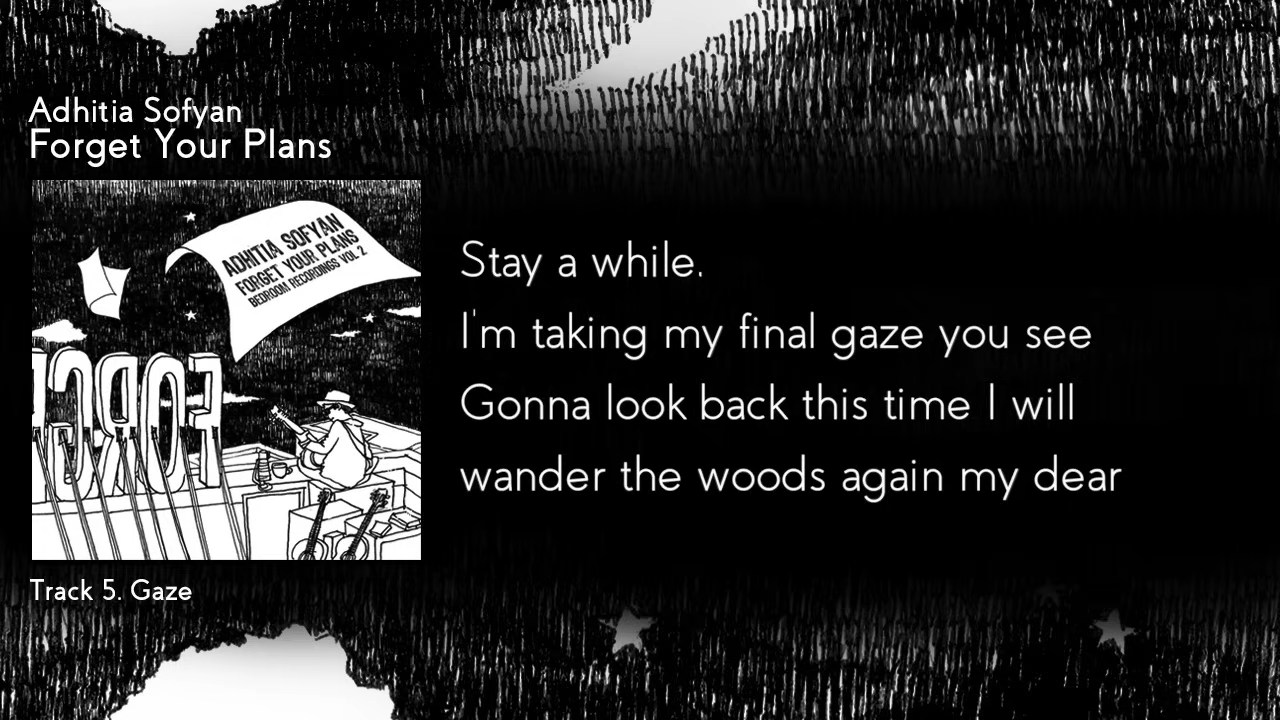 Adhitia Sofyan
Forget Your Plans
ADHITIA SOFYAN
FORGET YOUR PLANS
BEDROOM RECORDINGS VOL 2
Stay a while.
I'm taking my final gaze you see
Gonna look back this time I will
wander the woods again my dear
Track 5. Gaze